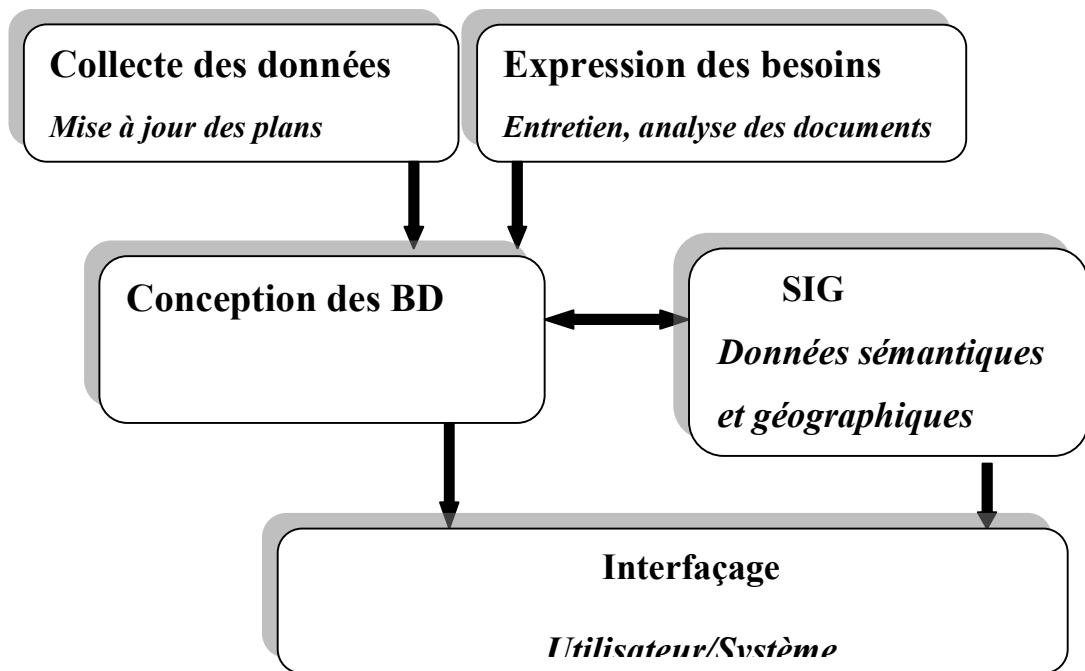 Collecte des données
Mise à jour des plans
Expression des besoins
Entretien, analyse des documents
Conception des BD
SIG
Données sémantiques
et géographiques
Interfaçage
Utilisateur/Système